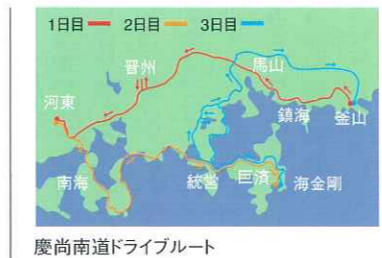 1日目 2日目 3日目
馬山
晋州
河東
鎮海
釜山
南海
統営
巨済
海金剛
慶尚南道ドライブルート